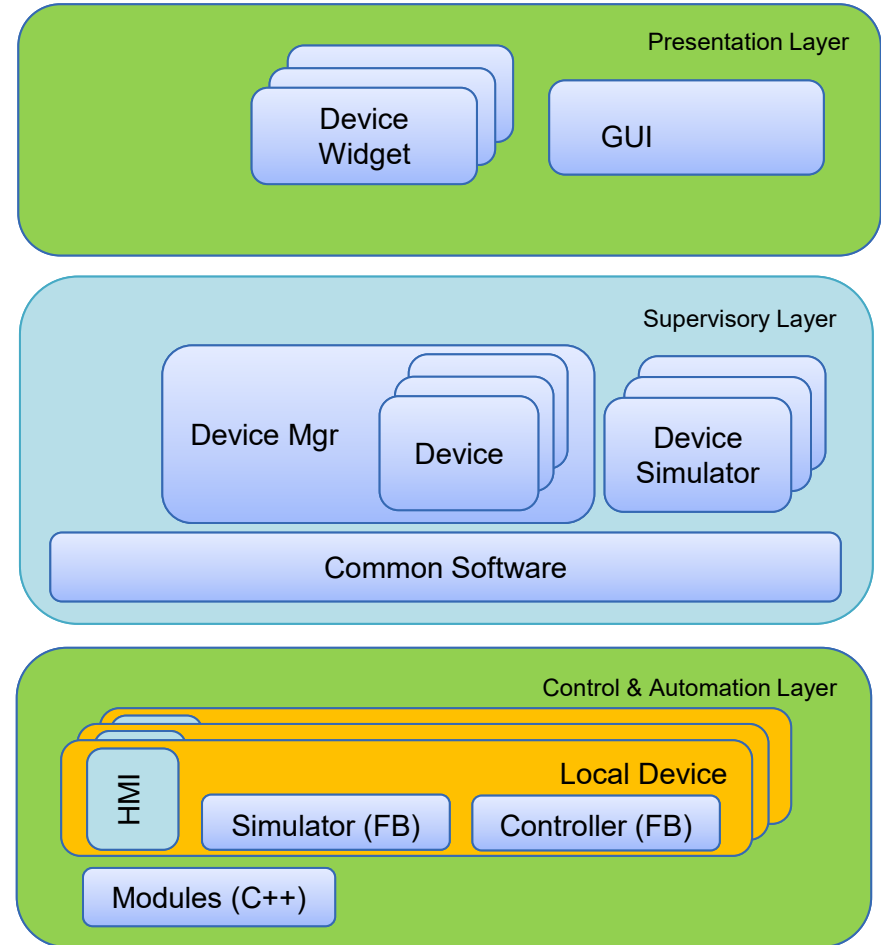 Presentation Layer
Device
Widget
GUI
Supervisory Layer
Device Mgr
Device
Device
Simulator
Common Software
Control & Automation Layer
HMI
Local Device
Simulator (FB)
Controller (FB)
Modules (C++)